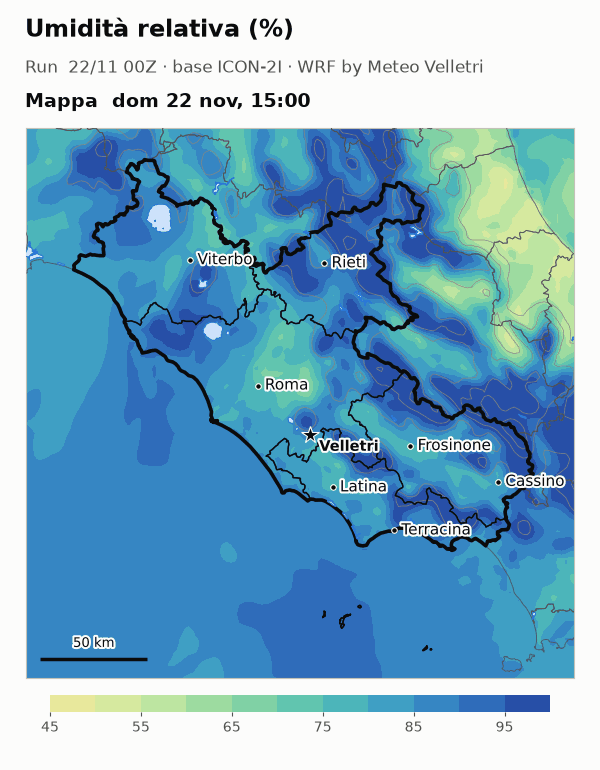 Umidità relativa (%)
Run 22/11 00Z · base ICON-2I · WRF by Meteo Velletri
Mappa dom 22 nov, 15:00
Viterbo
Rieti
Roma
Velletri
Frosinone
Cassino
Latina
Terracina
50 km
45 55 65 75 85 95